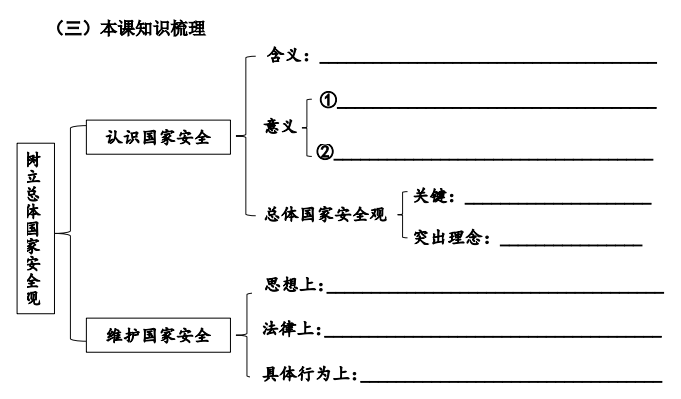 （三）本课知识梳理
树立总体国家安全观
认识国家安全
含义：
意义
①
②
总体国家安全观
关键：
突出理念：
维护国家安全
思想上：
法律上：
具体行为上：